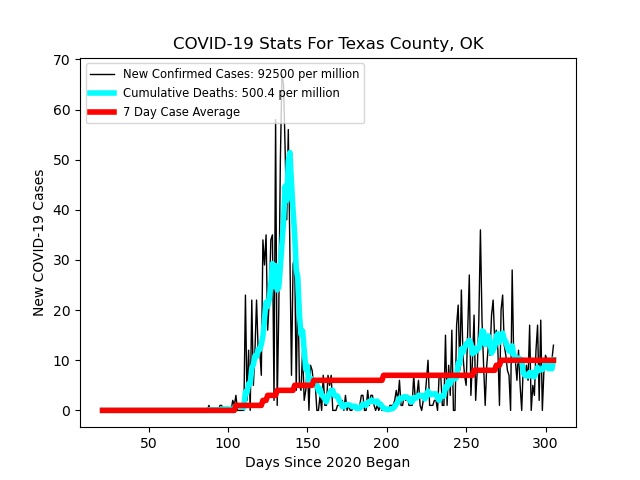 COVID-19 Stats For Texas County, OK
70
60
50
40
30
20
10
0
New COVID-19 Cases
New Confirmed Cases: 92500 per million
Cumulative Deaths: 500.4 per million
7 Day Case Average
50 100 150 200 250 300
Days Since 2020 Began